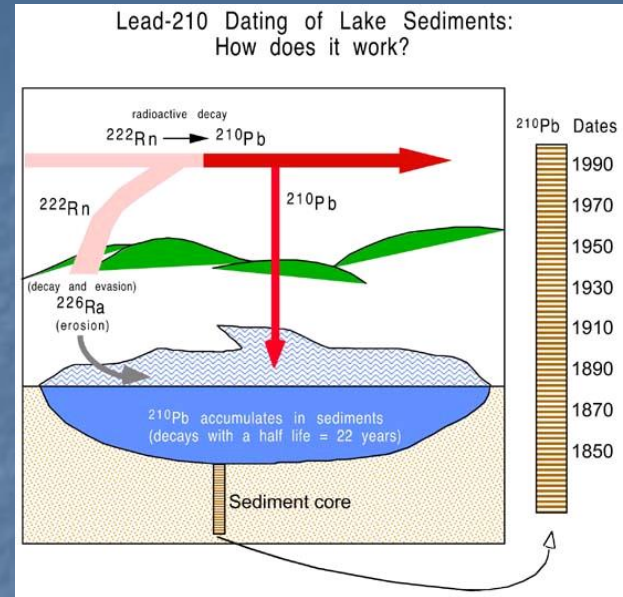 Lead-210 Dating of Lake Sediments:
How does it work?
radioactive decay
²²²Rn → ²¹⁰Pb
²²²Rn
²¹⁰Pb
(decay and evasion)
²²⁶Ra
(erosion)
²¹⁰Pb accumulates in sediments
(decays with a half life = 22 years)
Sediment core
²¹⁰Pb Dates
1990
1970
1950
1930
1910
1890
1870
1850